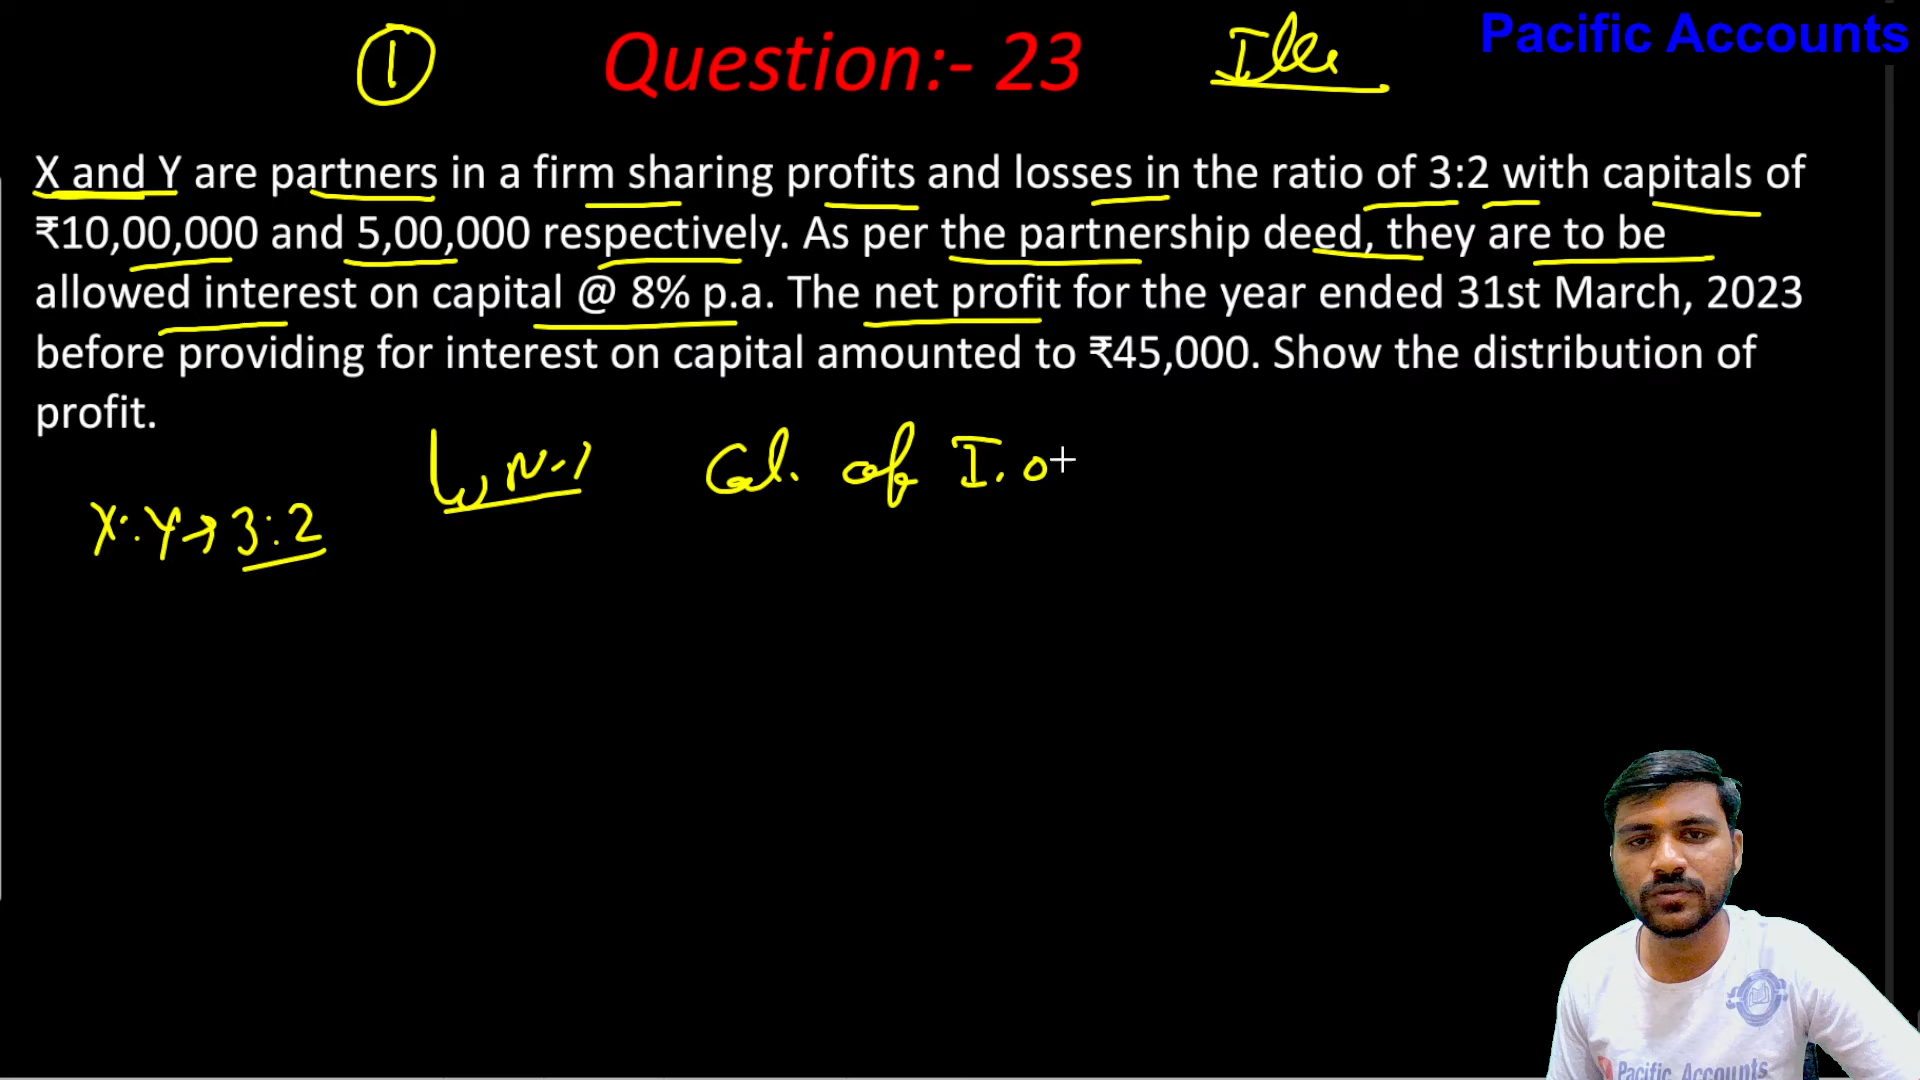 ① Question:- 23 Ills Pacific Accounts
X and Y are partners in a firm sharing profits and losses in the ratio of 3:2 with capitals of
₹10,00,000 and 5,00,000 respectively. As per the partnership deed, they are to be
allowed interest on capital @ 8% p.a. The net profit for the year ended 31st March, 2023
before providing for interest on capital amounted to ₹45,000. Show the distribution of
profit.
W N-1 Cal. of I. o
X:Y→3:2
Pacific Accounts